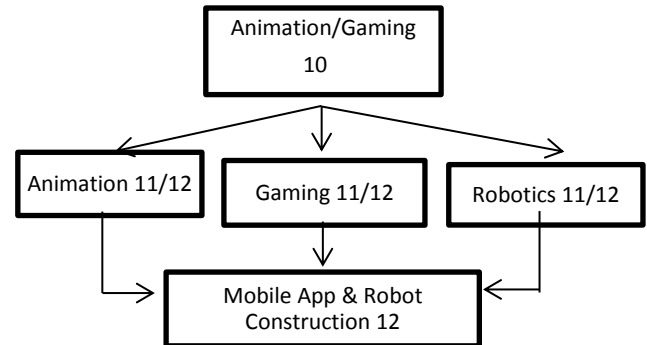 Animation/Gaming
10
Animation 11/12
Gaming 11/12
Robotics 11/12
Mobile App & Robot
Construction 12